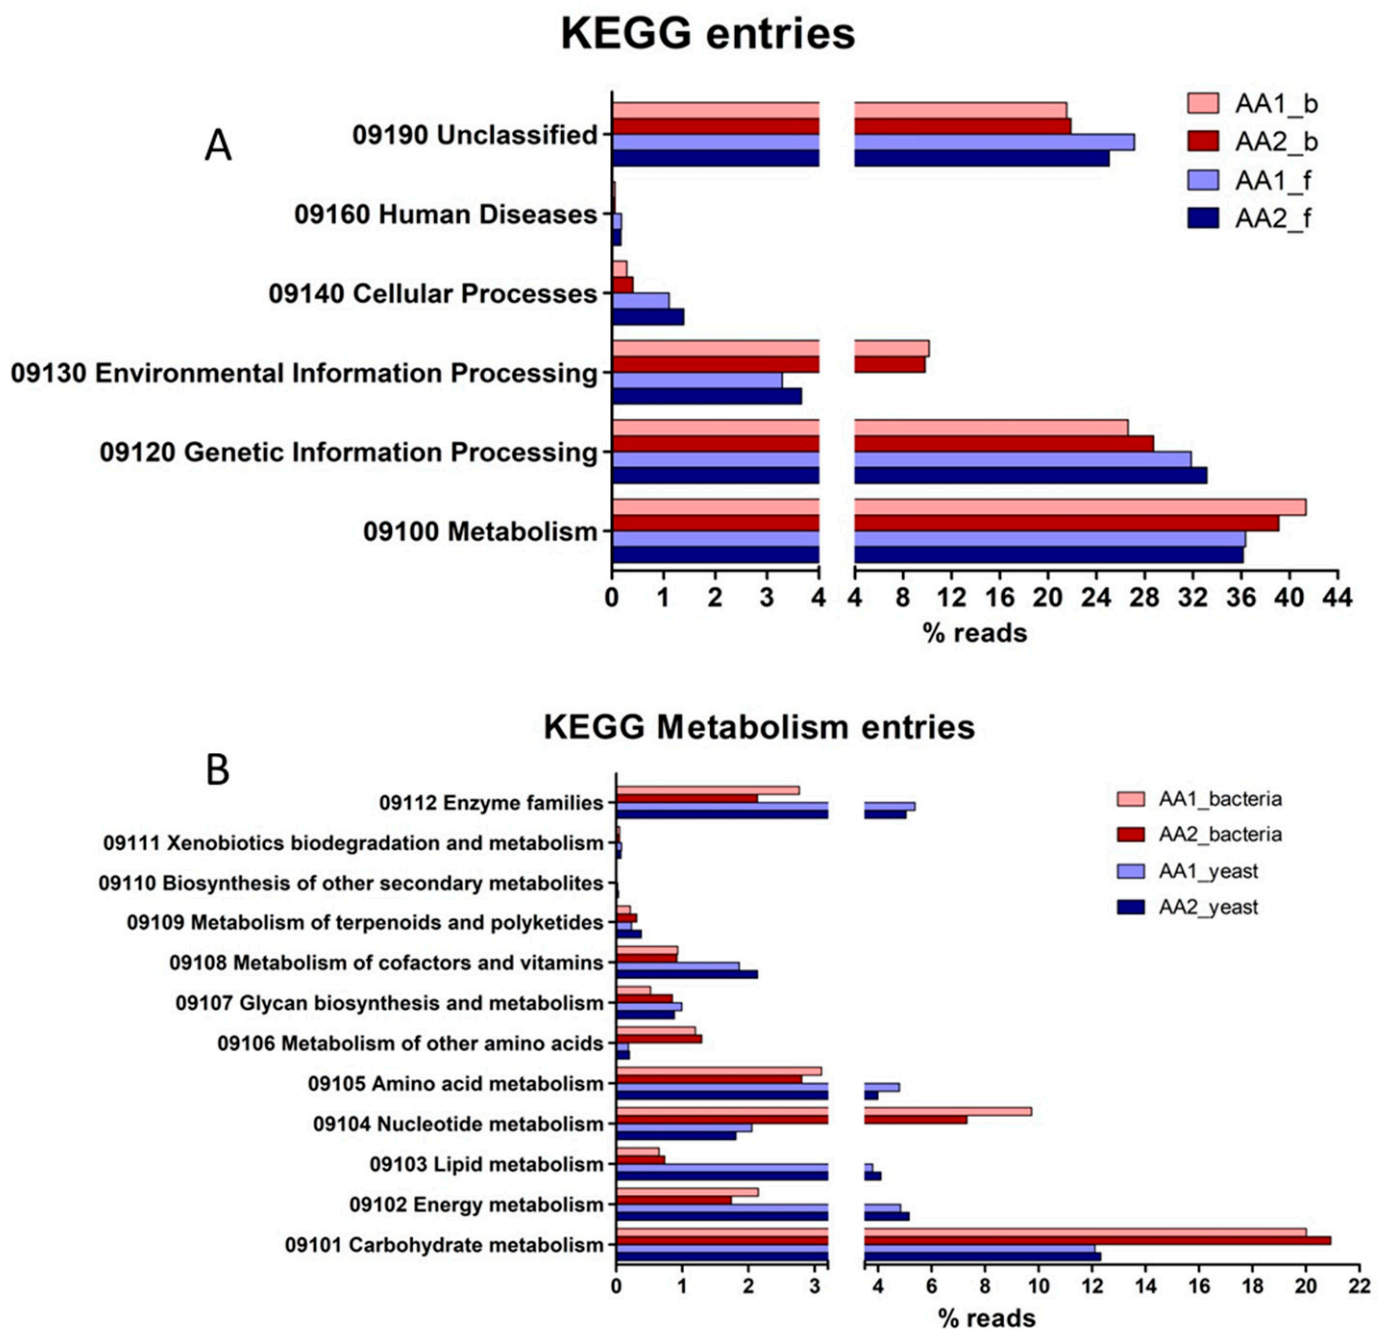 KEGG entries
A
AA1_b
AA2_b
AA1_f
AA2_f
09190 Unclassified
09160 Human Diseases
09140 Cellular Processes
09130 Environmental Information Processing
09120 Genetic Information Processing
09100 Metabolism
0 1 2 3 4 4 8 12 16 20 24 28 32 36 40 44
% reads
KEGG Metabolism entries
B
AA1_bacteria
AA2_bacteria
AA1_yeast
AA2_yeast
09112 Enzyme families
09111 Xenobiotics biodegradation and metabolism
09110 Biosynthesis of other secondary metabolites
09109 Metabolism of terpenoids and polyketides
09108 Metabolism of cofactors and vitamins
09107 Glycan biosynthesis and metabolism
09106 Metabolism of other amino acids
09105 Amino acid metabolism
09104 Nucleotide metabolism
09103 Lipid metabolism
09102 Energy metabolism
09101 Carbohydrate metabolism
0 1 2 3 4 6 8 10 12 14 16 18 20 22
% reads